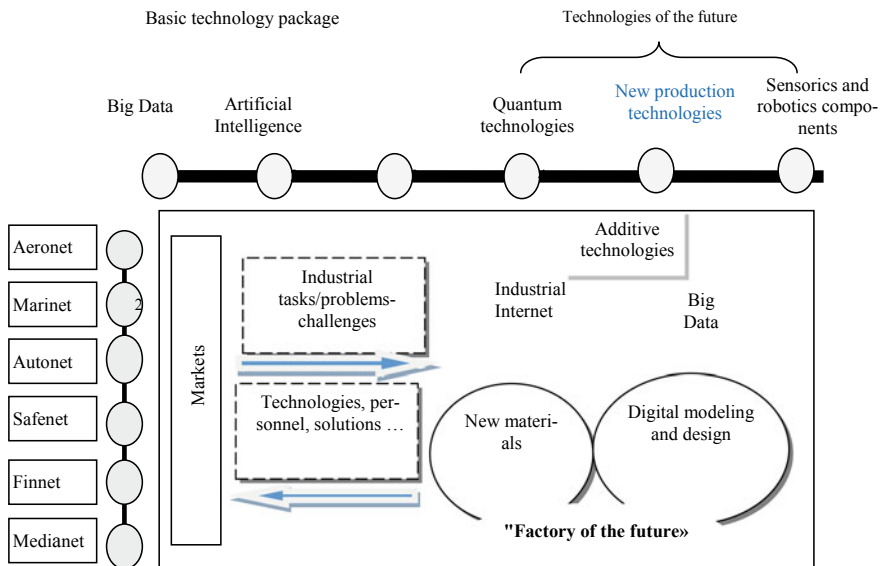 Basic technology package
Technologies of the future
Big Data
Artificial
Intelligence
Quantum
technologies
New production
technologies
Sensorics and
robotics compo-
nents
Aeronet
Marinet
2
Autonet
Safenet
Finnet
Medianet
Markets
Industrial
tasks/problems-
challenges
Technologies, per-
sonnel, solutions …
Additive
technologies
Industrial
Internet
Big
Data
New materi-
als
Digital modeling
and design
"Factory of the future»